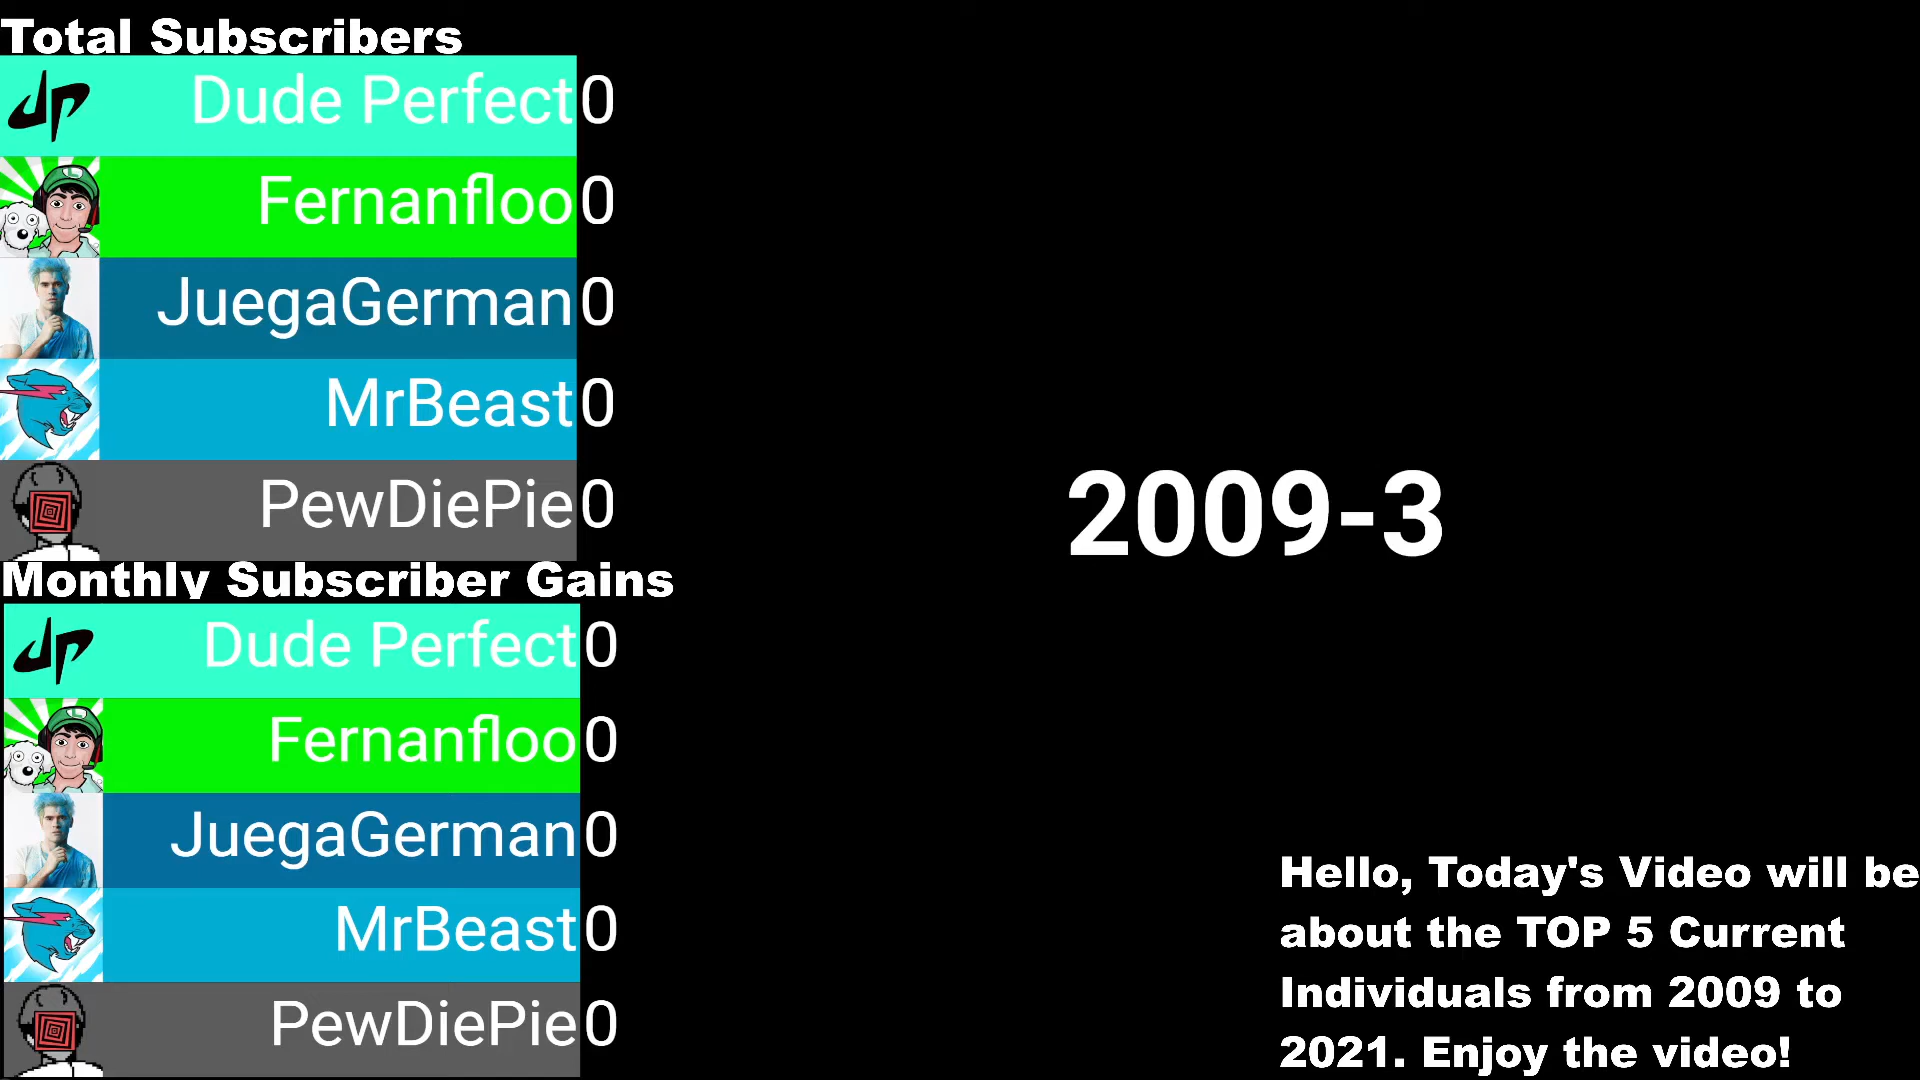 Total Subscribers
Dude Perfect 0
Fernanfloo 0
JuegaGerman 0
MrBeast 0
PewDiePie 0
Monthly Subscriber Gains
Dude Perfect 0
Fernanfloo 0
JuegaGerman 0
MrBeast 0
PewDiePie 0
2009-3
Hello, Today's Video will be
about the TOP 5 Current
Individuals from 2009 to
2021. Enjoy the video!